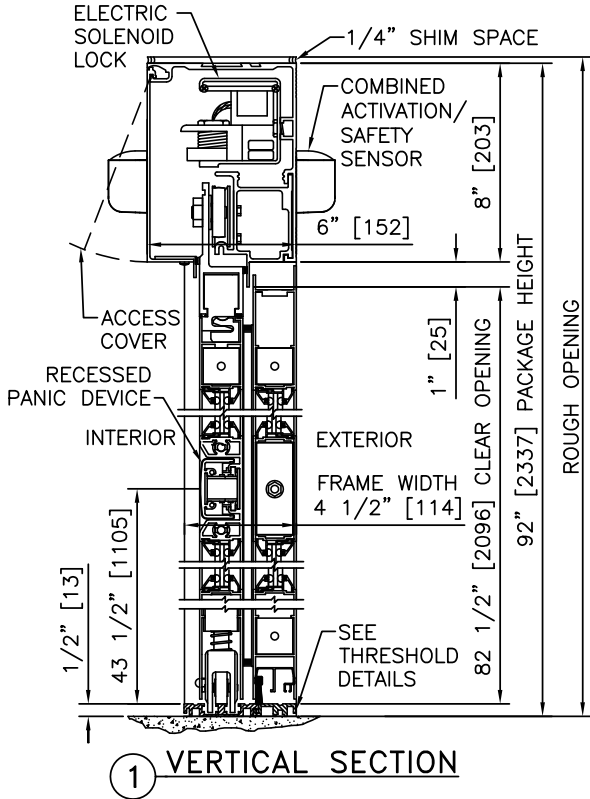 ELECTRIC
SOLENOID
LOCK
1/4” SHIM SPACE
COMBINED
ACTIVATION/
SAFETY
SENSOR
8” [203]
6” [152]
ACCESS
COVER
1” [25]
RECESSED
PANIC DEVICE
INTERIOR
EXTERIOR
FRAME WIDTH
4 1/2” [114]
82 1/2” [2096] CLEAR OPENING
92” [2337] PACKAGE HEIGHT
ROUGH OPENING
1/2” [13]
43 1/2” [1105]
SEE
THRESHOLD
DETAILS
1 VERTICAL SECTION